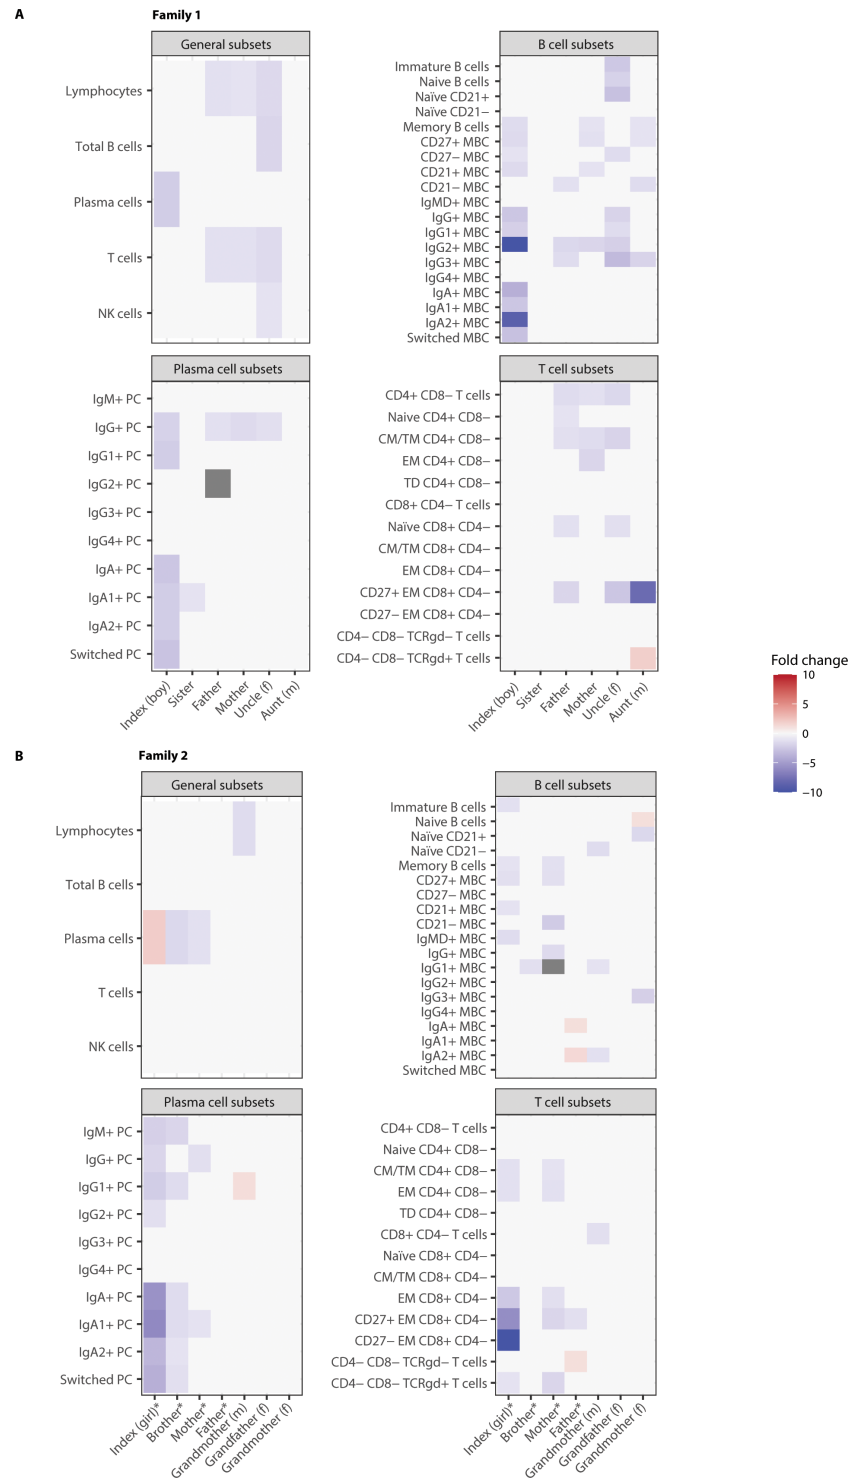 A
Family 1
General subsets
Lymphocytes
Total B cells
Plasma cells
T cells
NK cells
B cell subsets
Immature B cells
Naive B cells
Naïve CD21+
Naïve CD21−
Memory B cells
CD27+ MBC
CD27− MBC
CD21+ MBC
CD21− MBC
IgMD+ MBC
IgG+ MBC
IgG1+ MBC
IgG2+ MBC
IgG3+ MBC
IgG4+ MBC
IgA+ MBC
IgA1+ MBC
IgA2+ MBC
Switched MBC
Plasma cell subsets
IgM+ PC
IgG+ PC
IgG1+ PC
IgG2+ PC
IgG3+ PC
IgG4+ PC
IgA+ PC
IgA1+ PC
IgA2+ PC
Switched PC
Index (boy)
Sister
Father
Mother
Uncle (f)
Aunt (m)
T cell subsets
CD4+ CD8− T cells
Naive CD4+ CD8−
CM/TM CD4+ CD8−
EM CD4+ CD8−
TD CD4+ CD8−
CD8+ CD4− T cells
Naïve CD8+ CD4−
CM/TM CD8+ CD4−
EM CD8+ CD4−
CD27+ EM CD8+ CD4−
CD27− EM CD8+ CD4−
CD4− CD8− TCRgd− T cells
CD4− CD8− TCRgd+ T cells
Index (boy)
Sister
Father
Mother
Uncle (f)
Aunt (m)
Fold change
10
5
0
−5
−10
B
Family 2
General subsets
Lymphocytes
Total B cells
Plasma cells
T cells
NK cells
B cell subsets
Immature B cells
Naive B cells
Naïve CD21+
Naïve CD21−
Memory B cells
CD27+ MBC
CD27− MBC
CD21+ MBC
CD21− MBC
IgMD+ MBC
IgG+ MBC
IgG1+ MBC
IgG2+ MBC
IgG3+ MBC
IgG4+ MBC
IgA+ MBC
IgA1+ MBC
IgA2+ MBC
Switched MBC
Plasma cell subsets
IgM+ PC
IgG+ PC
IgG1+ PC
IgG2+ PC
IgG3+ PC
IgG4+ PC
IgA+ PC
IgA1+ PC
IgA2+ PC
Switched PC
Index (girl)*
Brother*
Mother*
Father*
Grandmother (m)
Grandfather (f)
Grandmother (f)
T cell subsets
CD4+ CD8− T cells
Naive CD4+ CD8−
CM/TM CD4+ CD8−
EM CD4+ CD8−
TD CD4+ CD8−
CD8+ CD4− T cells
Naïve CD8+ CD4−
CM/TM CD8+ CD4−
EM CD8+ CD4−
CD27+ EM CD8+ CD4−
CD27− EM CD8+ CD4−
CD4− CD8− TCRgd− T cells
CD4− CD8− TCRgd+ T cells
Index (girl)*
Brother*
Mother*
Father*
Grandmother (m)
Grandfather (f)
Grandmother (f)